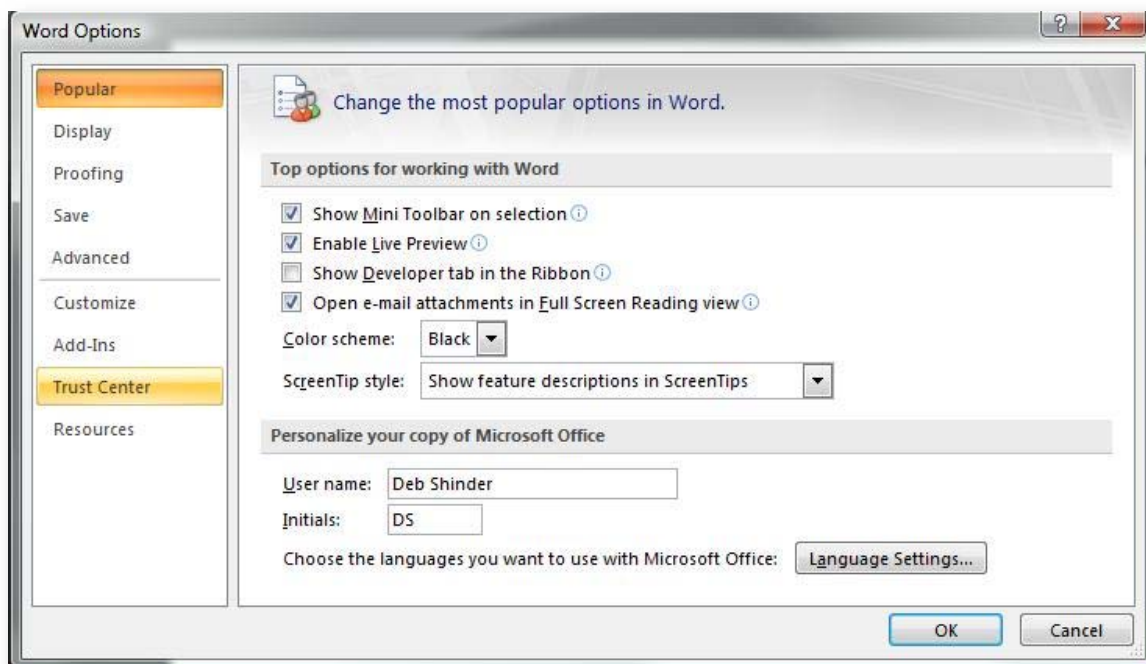 Word Options
Popular
Display
Proofing
Save
Advanced
Customize
Add-Ins
Trust Center
Resources
Change the most popular options in Word.
Top options for working with Word
Show Mini Toolbar on selection
Enable Live Preview
Show Developer tab in the Ribbon
Open e-mail attachments in Full Screen Reading view
Color scheme: Black
ScreenTip style: Show feature descriptions in ScreenTips
Personalize your copy of Microsoft Office
User name: Deb Shinder
Initials: DS
Choose the languages you want to use with Microsoft Office: Language Settings...
OK Cancel